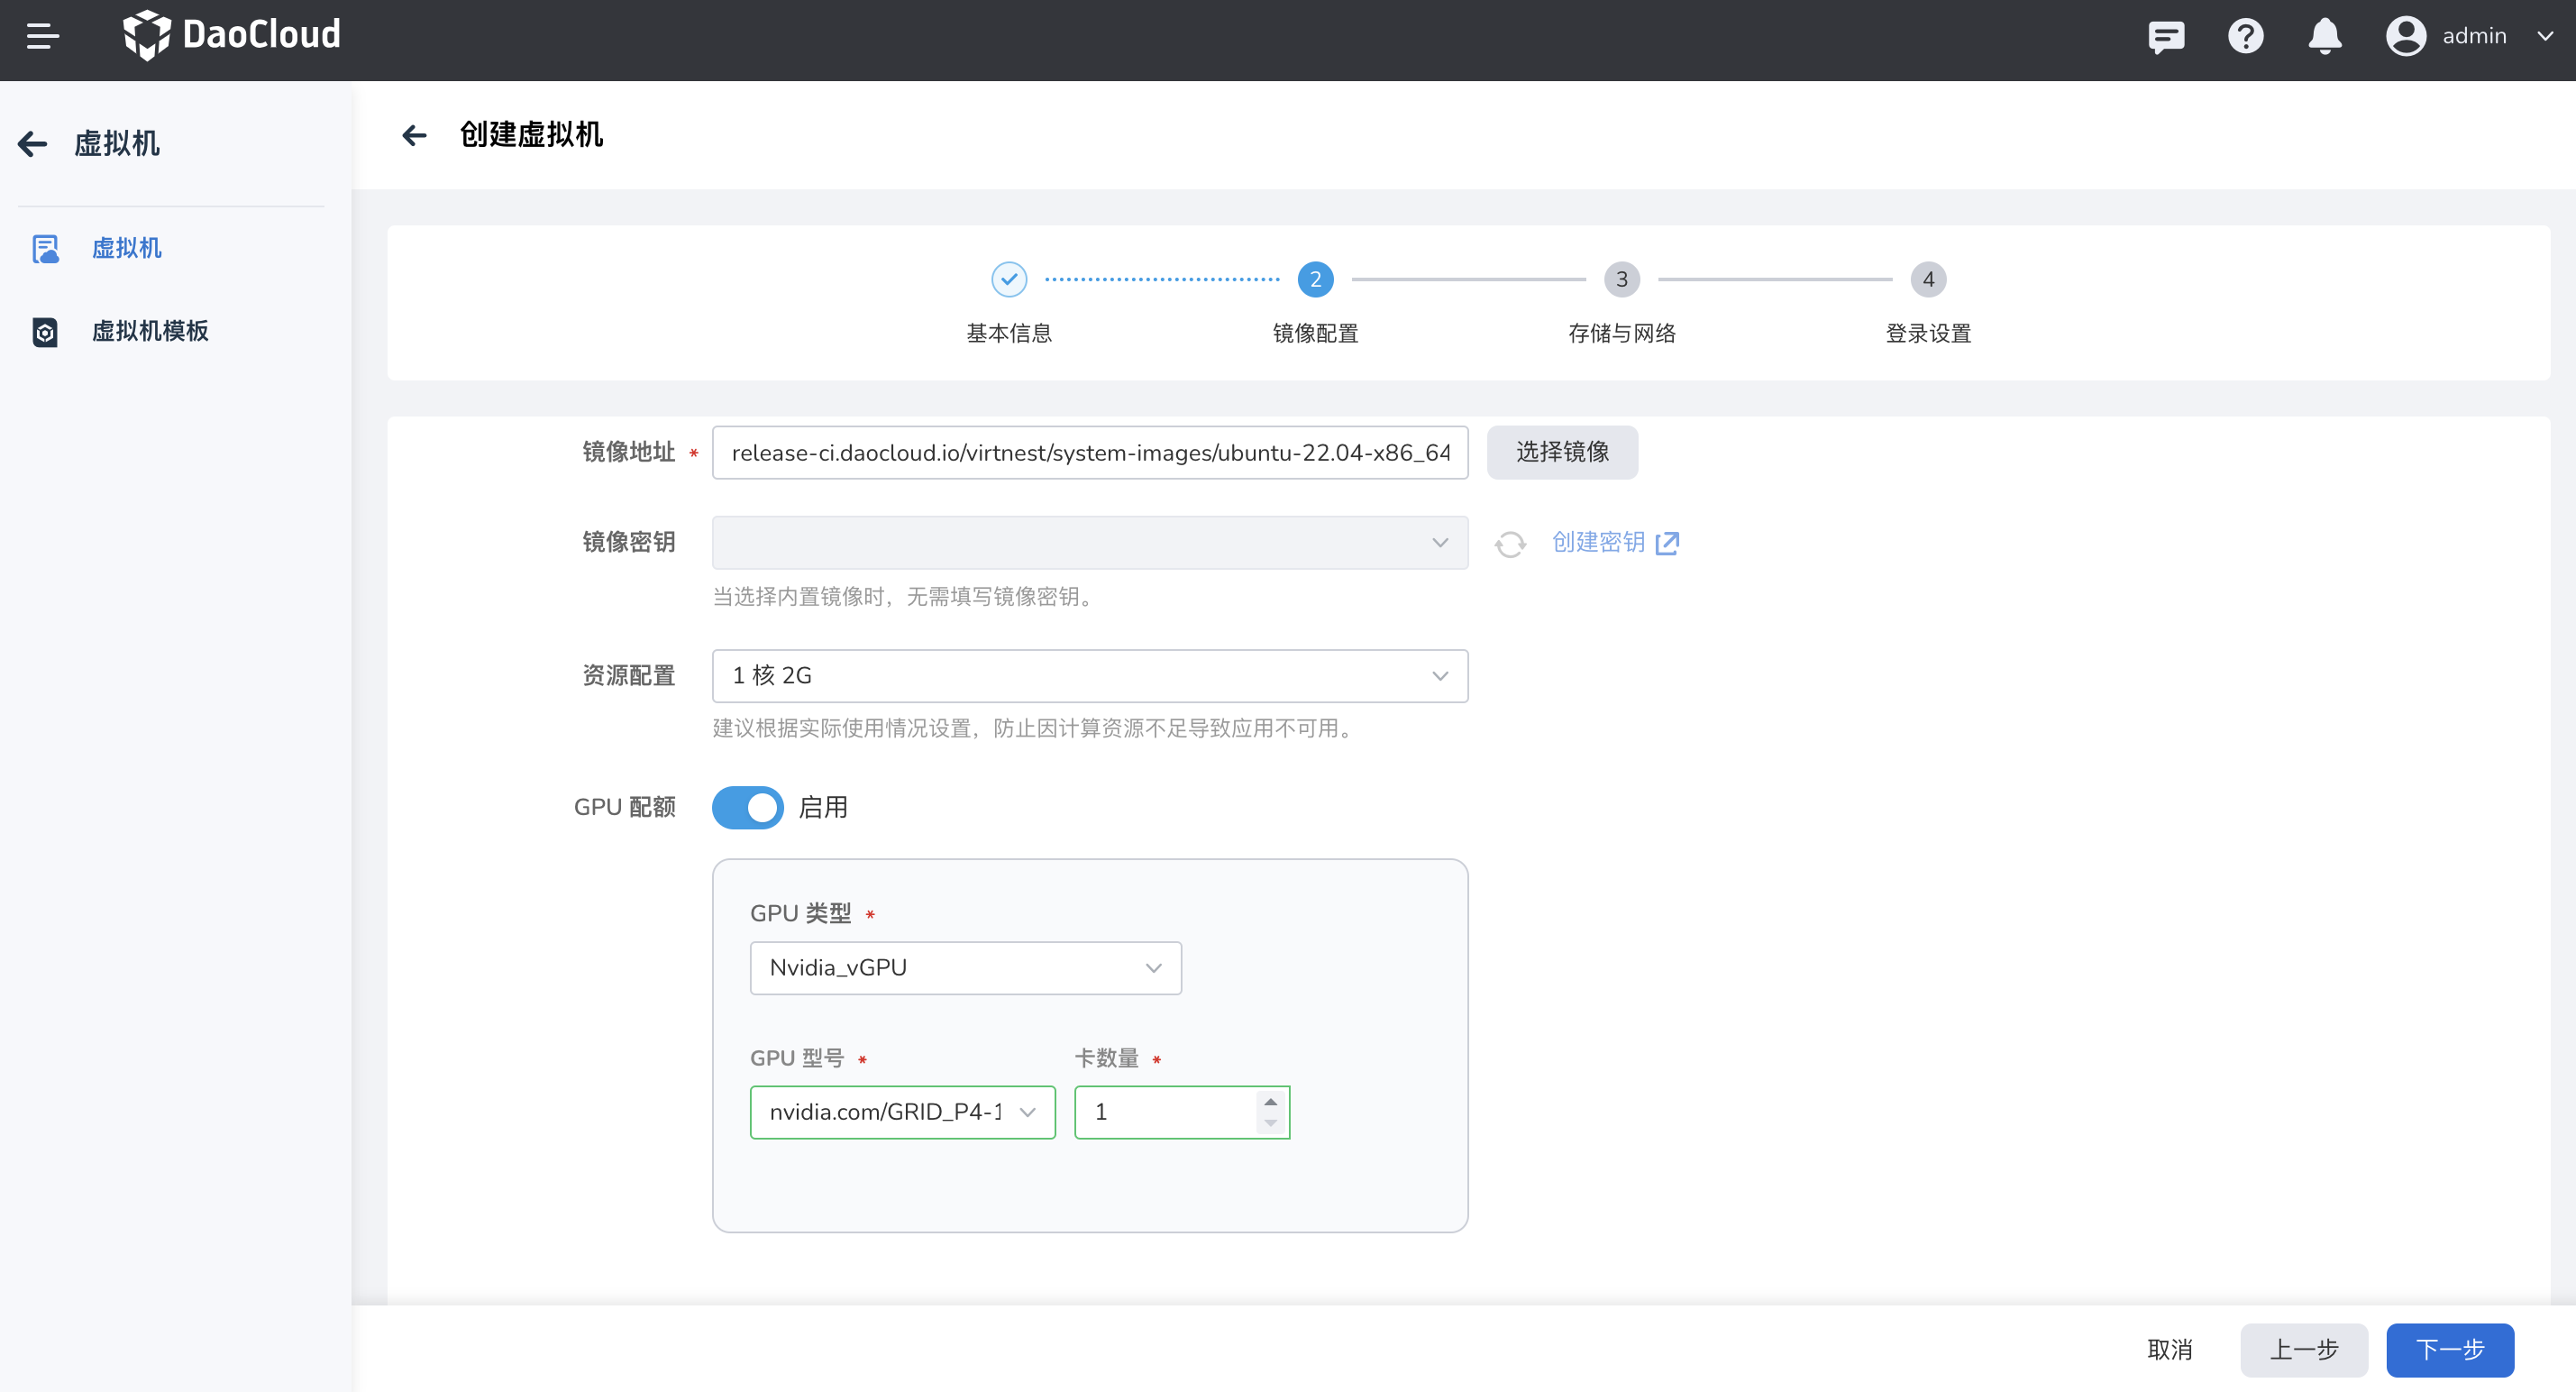 DaoCloud
admin
虚拟机
虚拟机
虚拟机模板
创建虚拟机
2
3
4
基本信息
镜像配置
存储与网络
登录设置
镜像地址 *
release-ci.daocloud.io/virtnest/system-images/ubuntu-22.04-x86_64
选择镜像
镜像密钥
创建密钥
当选择内置镜像时，无需填写镜像密钥。
资源配置
1 核 2G
建议根据实际使用情况设置，防止因计算资源不足导致应用不可用。
GPU 配额
启用
GPU 类型 *
Nvidia_vGPU
GPU 型号 *
卡数量 *
nvidia.com/GRID_P4-1
1
取消
上一步
下一步